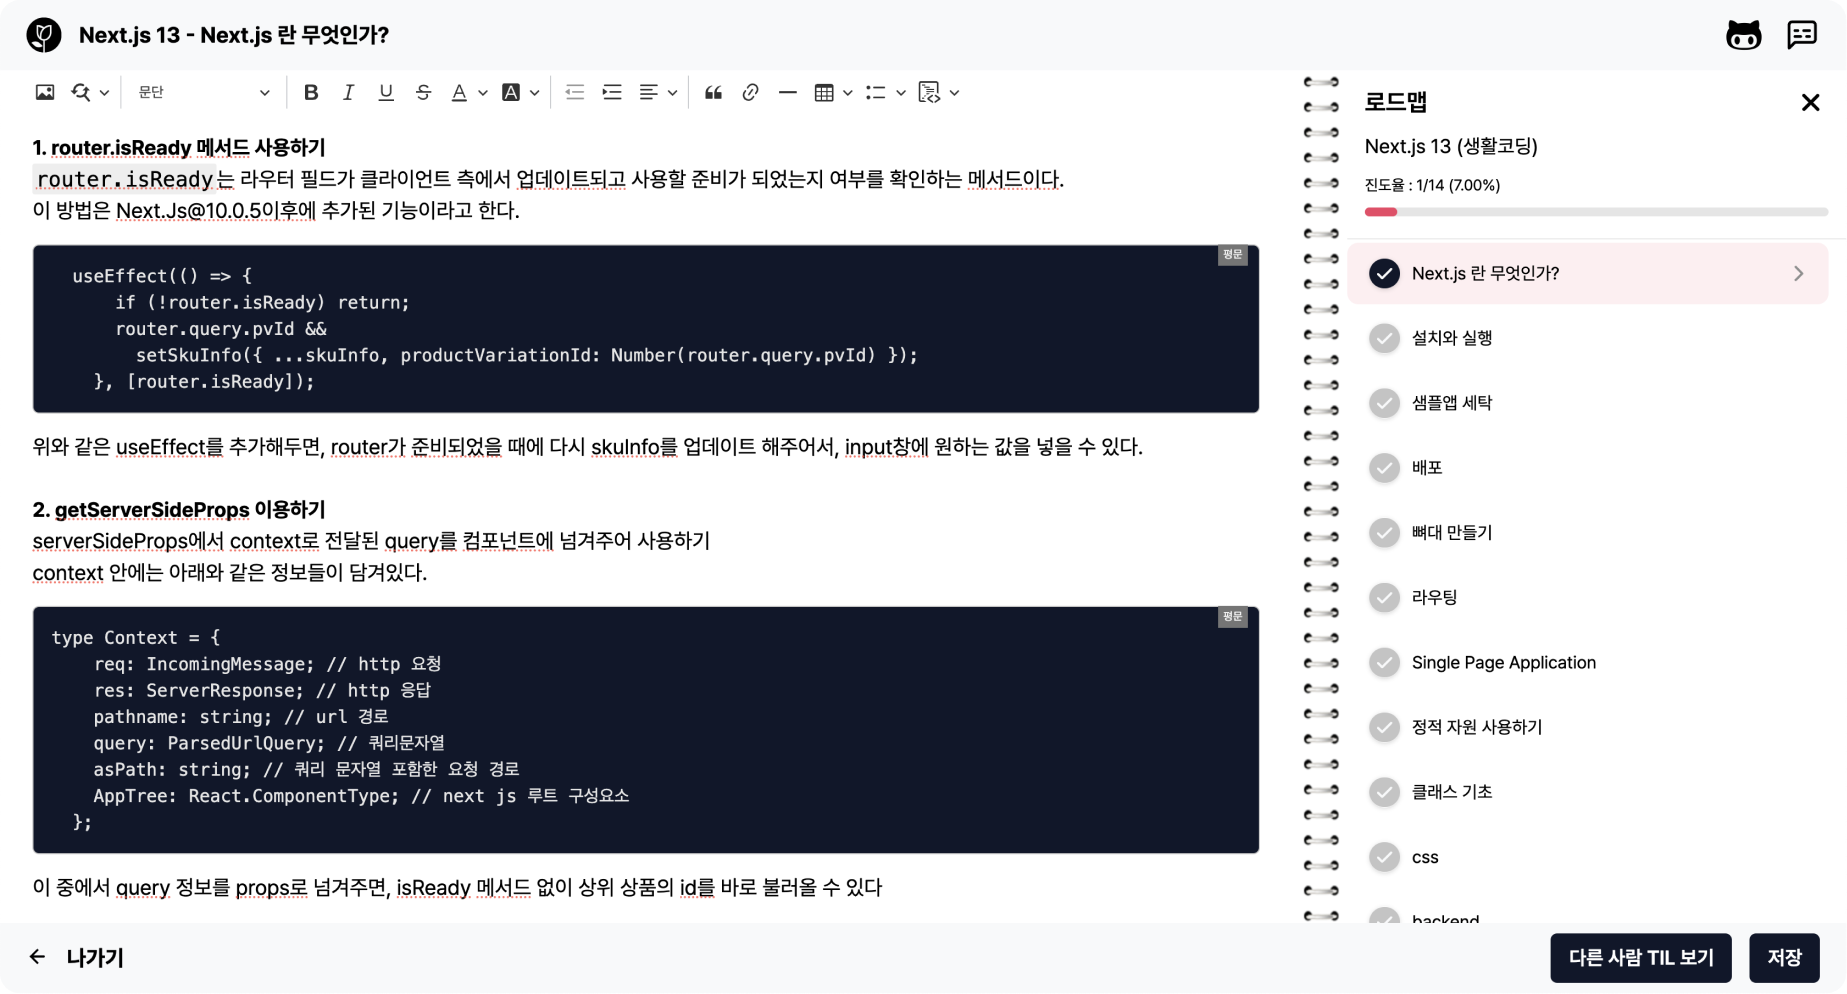 Next.js 13 - Next.js 란 무엇인가?
문단
1. router.isReady 메서드 사용하기
router.isReady는 라우터 필드가 클라이언트 측에서 업데이트되고 사용할 준비가 되었는지 여부를 확인하는 메서드이다.
이 방법은 Next.Js@10.0.5이후에 추가된 기능이라고 한다.
평문
useEffect(() => {
if (!router.isReady) return;
router.query.pvId &&
setSkuInfo({ ...skuInfo, productVariationId: Number(router.query.pvId) });
}, [router.isReady]);
위와 같은 useEffect를 추가해두면, router가 준비되었을 때에 다시 skuInfo를 업데이트 해주어서, input창에 원하는 값을 넣을 수 있다.
2. getServerSideProps 이용하기
serverSideProps에서 context로 전달된 query를 컴포넌트에 넘겨주어 사용하기
context 안에는 아래와 같은 정보들이 담겨있다.
평문
type Context = {
req: IncomingMessage; // http 요청
res: ServerResponse; // http 응답
pathname: string; // url 경로
query: ParsedUrlQuery; // 쿼리문자열
asPath: string; // 쿼리 문자열 포함한 요청 경로
AppTree: React.ComponentType; // next js 루트 구성요소
};
이 중에서 query 정보를 props로 넘겨주면, isReady 메서드 없이 상위 상품의 id를 바로 불러올 수 있다
로드맵
Next.js 13 (생활코딩)
진도율 : 1/14 (7.00%)
Next.js 란 무엇인가?
설치와 실행
샘플앱 세탁
배포
뼈대 만들기
라우팅
Single Page Application
정적 자원 사용하기
클래스 기초
css
backend
나가기
다른 사람 TIL 보기
저장